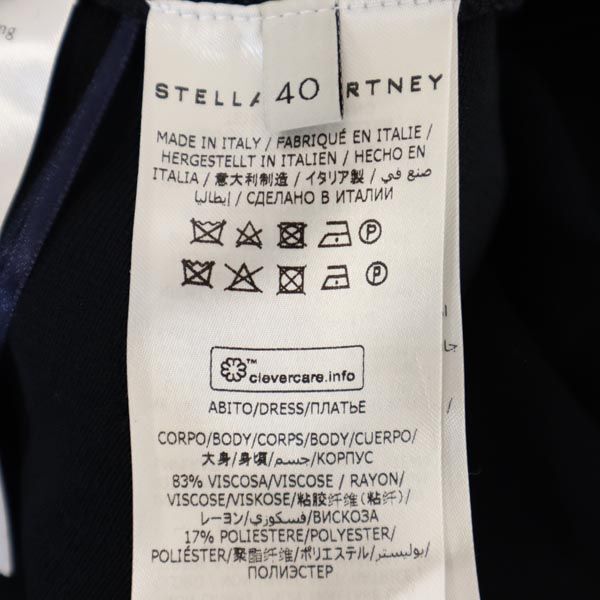 STELLA 40 RTNEY
MADE IN ITALY / FABRIQUÉ EN ITALIE /
HERGESTELLT IN ITALIEN / HECHO EN
ITALIA / 意大利制造 / イタリア製 / صنع في
إيطاليا / СДЕЛАНО В ИТАЛИИ
P
P
™
clevercare.info
ABITO/DRESS/ПЛАТЬЕ
CORPO/BODY/CORPS/BODY/CUERPO/
大身/身頃/جسم/КОРПУС
83% VISCOSA/VISCOSE / RAYON/
VISCOSE/VISKOSE/粘胶纤维(粘纤)/
レーヨン/فسكوري/ВИСКОЗА
17% POLIESTERE/POLYESTER/
POLIÉSTER/聚酯纤维/ポリエステル/بوليستر/
ПОЛИЭСТЕР